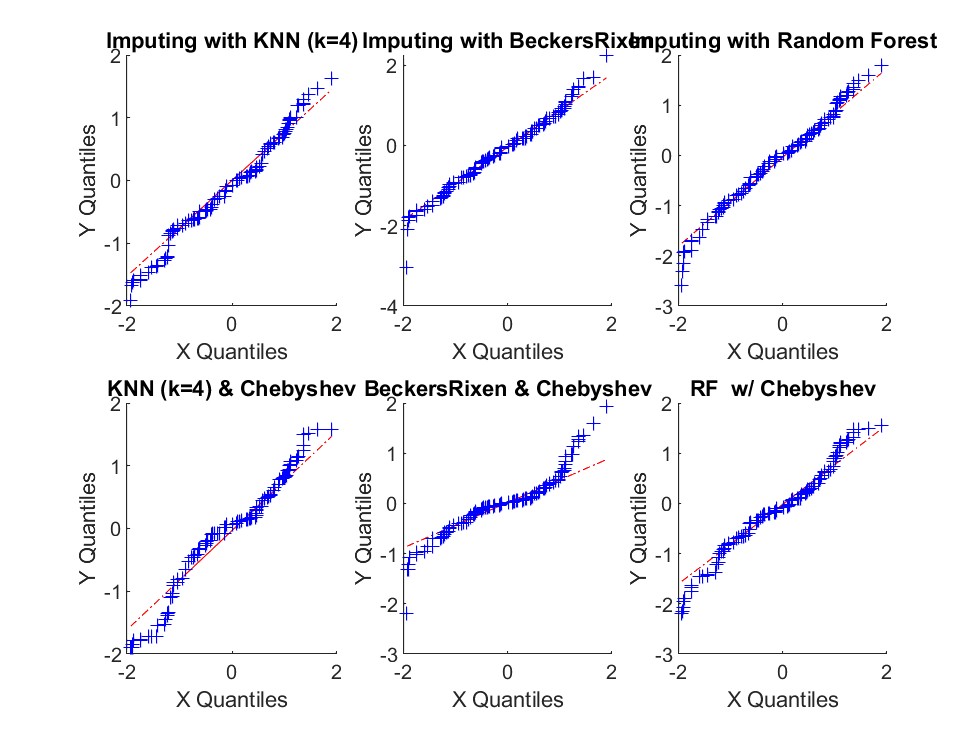 Imputing with KNN (k=4)
Imputing with BeckersRixen
Imputing with Random Forest
2
1
0
-1
-2
Y Quantiles
-2
0
2
X Quantiles
2
0
-2
-4
Y Quantiles
-2
0
2
X Quantiles
2
1
0
-1
-2
-3
Y Quantiles
-2
0
2
X Quantiles
KNN (k=4) & Chebyshev
BeckersRixen & Chebyshev
RF  w/ Chebyshev
2
1
0
-1
-2
Y Quantiles
-2
0
2
X Quantiles
2
1
0
-1
-2
-3
Y Quantiles
-2
0
2
X Quantiles
2
1
0
-1
-2
-3
Y Quantiles
-2
0
2
X Quantiles